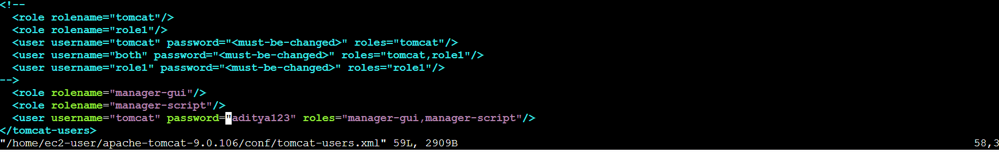 <!--
  <role rolename="tomcat"/>
  <role rolename="role1"/>
  <user username="tomcat" password="<must-be-changed>" roles="tomcat"/>
  <user username="both" password="<must-be-changed>" roles="tomcat,role1"/>
  <user username="role1" password="<must-be-changed>" roles="role1"/>
-->
  <role rolename="manager-gui"/>
  <role rolename="manager-script"/>
  <user username="tomcat" password="aditya123" roles="manager-gui,manager-script"/>
</tomcat-users>
"/home/ec2-user/apache-tomcat-9.0.106/conf/tomcat-users.xml" 59L, 2909B 58,3